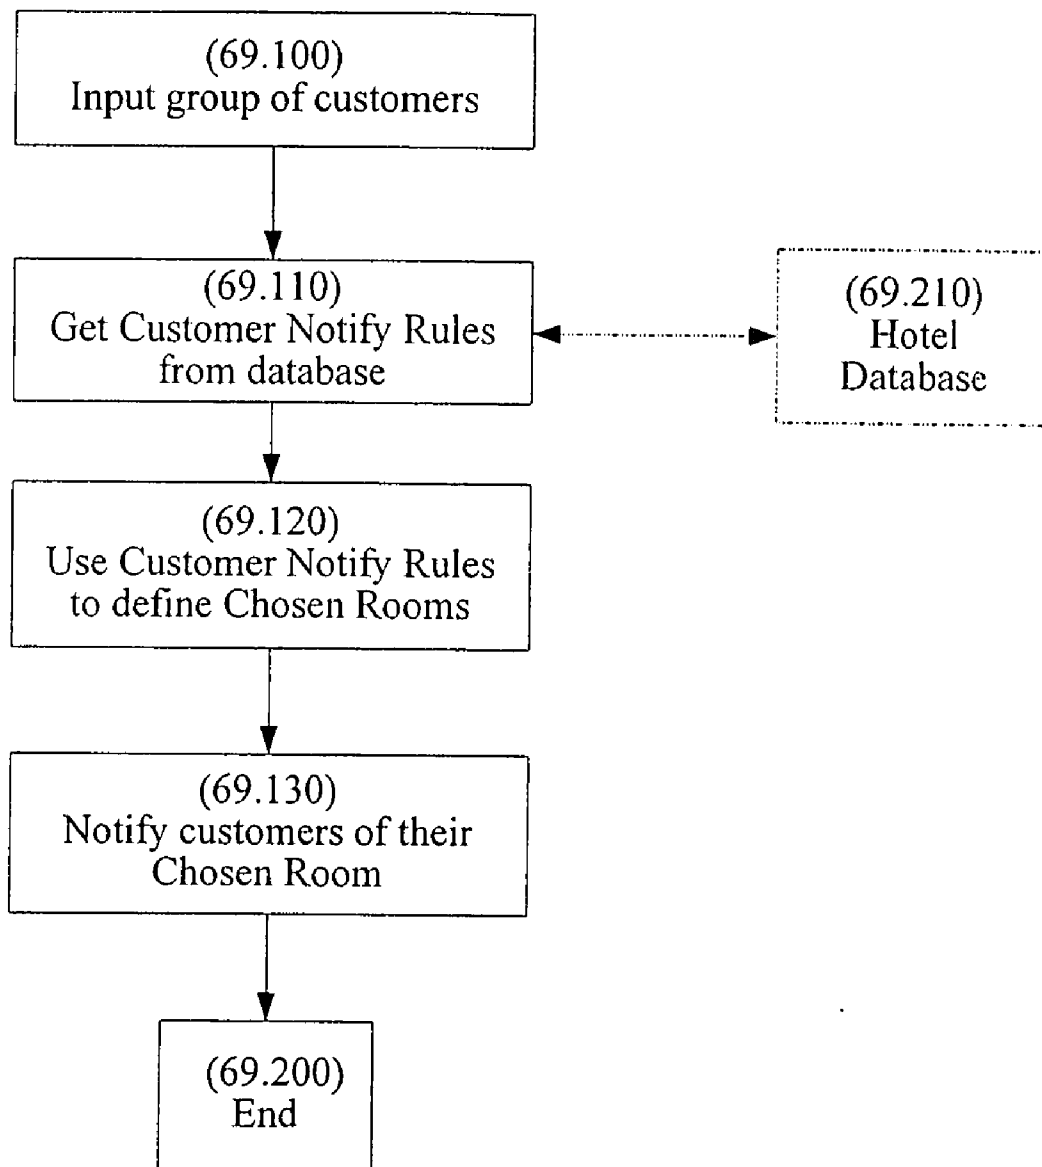 (69.100)
Input group of customers
(69.110)
Get Customer Notify Rules
from database
(69.210)
Hotel
Database
(69.120)
Use Customer Notify Rules
to define Chosen Rooms
(69.130)
Notify customers of their
Chosen Room
(69.200)
End